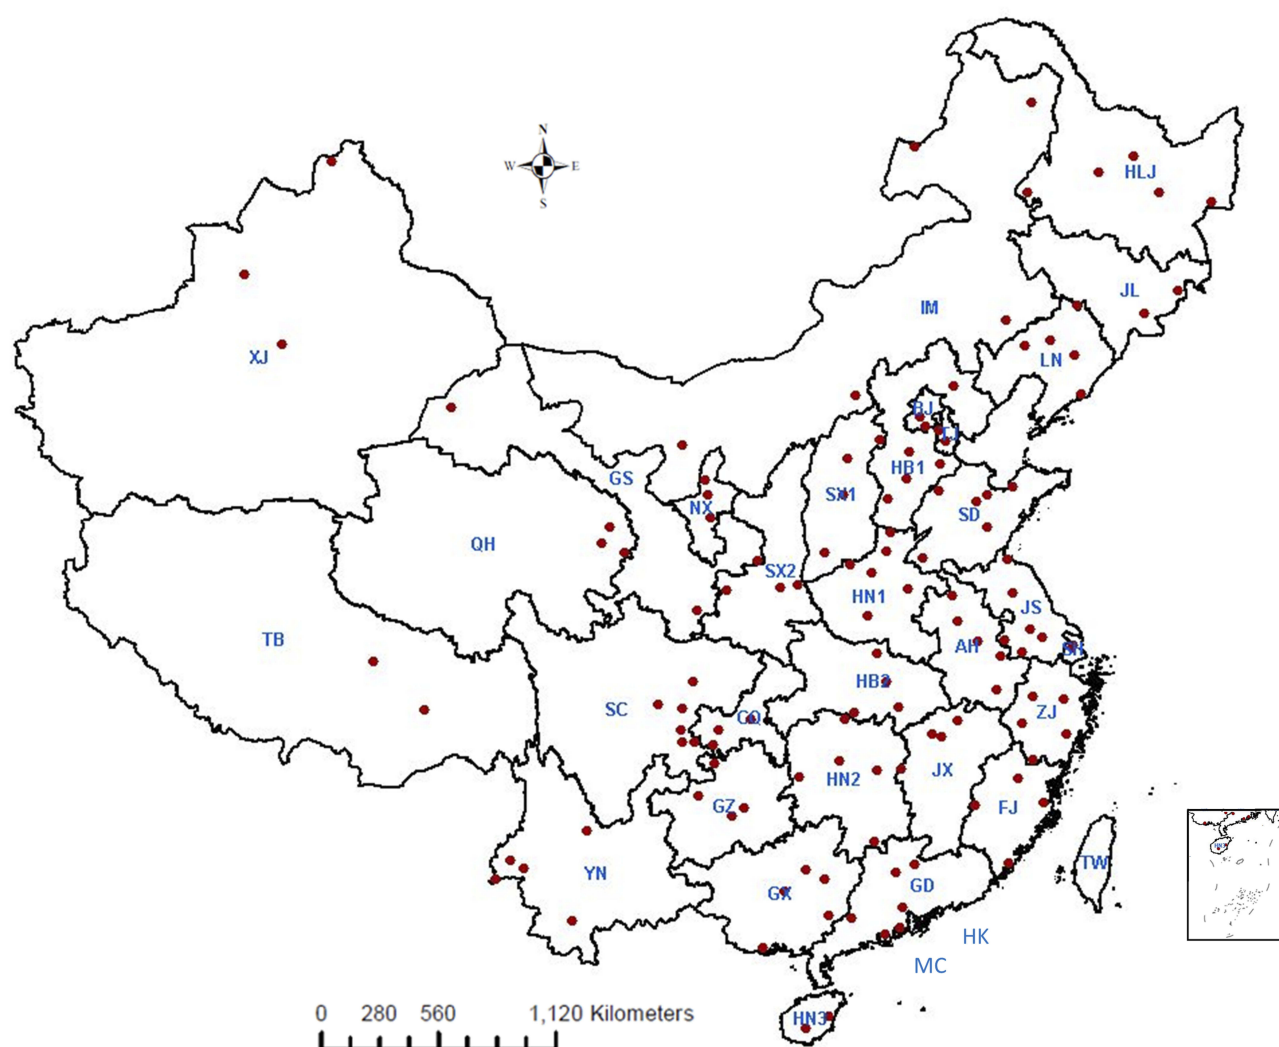 N
W E
S
HLJ
JL
IM
LN
XJ
BJ
TJ
HB1
GS
SX1
NX
SD
QH
SX2
HN1
JS
TB
AH
SH
HB2
SC
CQ
ZJ
HN2
JX
GZ
FJ
TW
YN
GX
GD
HK
MC
HN3
0 280 560 1,120 Kilometers